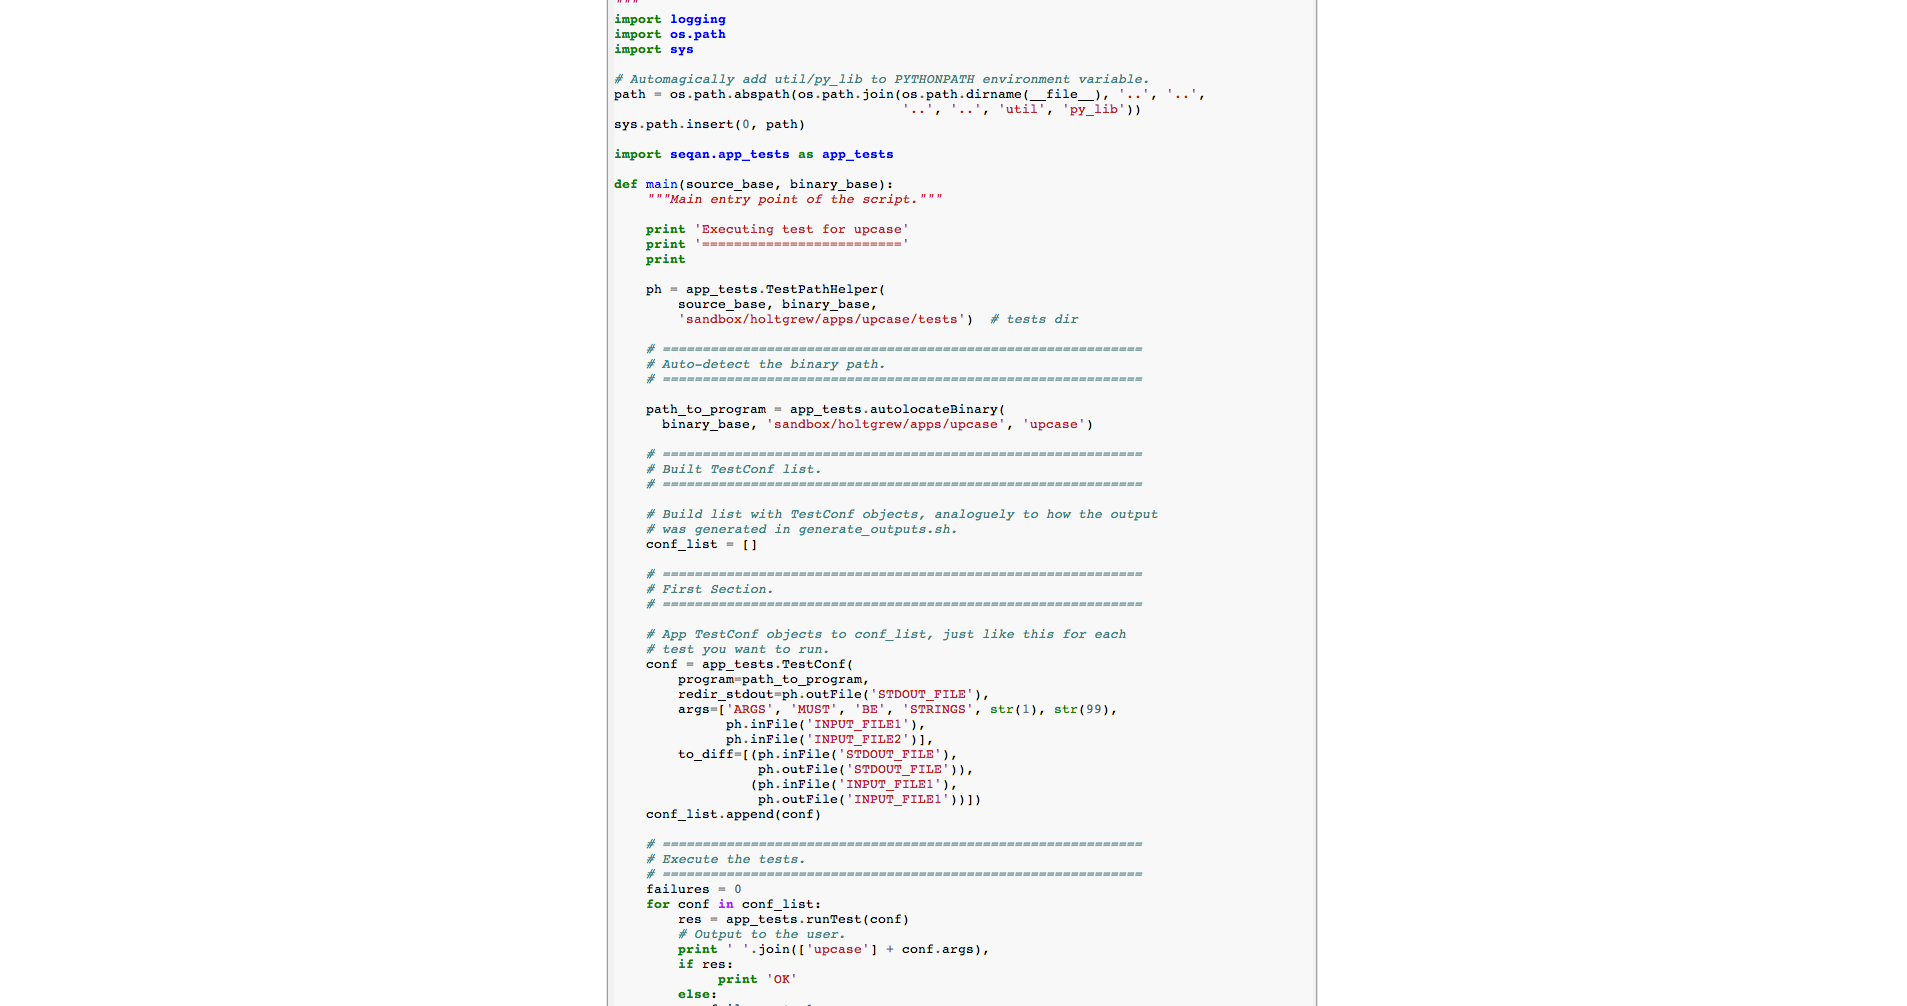 """
import logging
import os.path
import sys

# Automagically add util/py_lib to PYTHONPATH environment variable.
path = os.path.abspath(os.path.join(os.path.dirname(__file__), '..', '..',
                                    '..', '..', 'util', 'py_lib'))
sys.path.insert(0, path)

import seqan.app_tests as app_tests

def main(source_base, binary_base):
    """Main entry point of the script."""

    print 'Executing test for upcase'
    print '========================='
    print

    ph = app_tests.TestPathHelper(
        source_base, binary_base,
        'sandbox/holtgrew/apps/upcase/tests')  # tests dir

    # ============================================================
    # Auto-detect the binary path.
    # ============================================================

    path_to_program = app_tests.autolocateBinary(
      binary_base, 'sandbox/holtgrew/apps/upcase', 'upcase')

    # ============================================================
    # Built TestConf list.
    # ============================================================

    # Build list with TestConf objects, analoguely to how the output
    # was generated in generate_outputs.sh.
    conf_list = []

    # ============================================================
    # First Section.
    # ============================================================

    # App TestConf objects to conf_list, just like this for each
    # test you want to run.
    conf = app_tests.TestConf(
        program=path_to_program,
        redir_stdout=ph.outFile('STDOUT_FILE'),
        args=['ARGS', 'MUST', 'BE', 'STRINGS', str(1), str(99),
              ph.inFile('INPUT_FILE1'),
              ph.inFile('INPUT_FILE2')],
        to_diff=[(ph.inFile('STDOUT_FILE'),
                  ph.outFile('STDOUT_FILE')),
                 (ph.inFile('INPUT_FILE1'),
                  ph.outFile('INPUT_FILE1'))])
    conf_list.append(conf)

    # ============================================================
    # Execute the tests.
    # ============================================================
    failures = 0
    for conf in conf_list:
        res = app_tests.runTest(conf)
        # Output to the user.
        print ' '.join(['upcase'] + conf.args),
        if res:
             print 'OK'
        else: